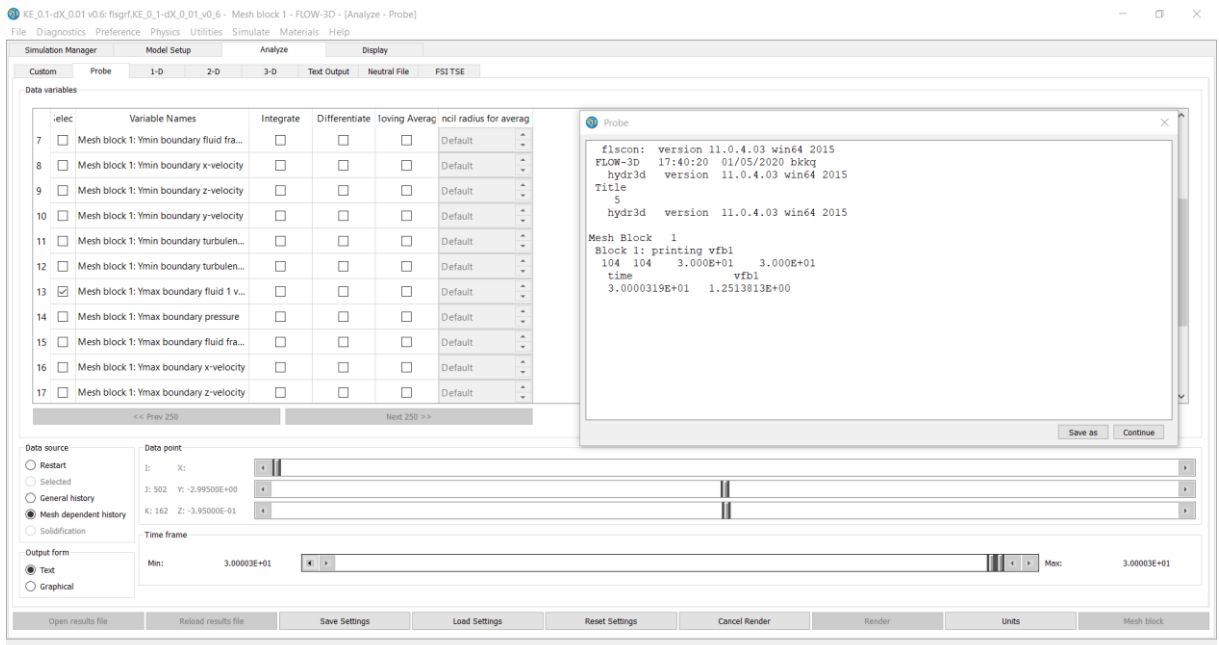 KE_0.1-dX_0.01 v0.6: flsgrf.KE_0_1-dX_0_01_v0_6 - Mesh block 1 - FLOW-3D - [Analyze - Probe]
File Diagnostics Preference Physics Utilities Simulate Materials Help
Simulation Manager Model Setup Analyze Display
Custom Probe 1-D 2-D 3-D Text Output Neutral File FSI TSE
Data variables
ielec Variable Names Integrate Differentiate loving Averag ncil radius for averag
7 Mesh block 1: Ymin boundary fluid fra... Default
8 Mesh block 1: Ymin boundary x-velocity Default
9 Mesh block 1: Ymin boundary z-velocity Default
10 Mesh block 1: Ymin boundary y-velocity Default
11 Mesh block 1: Ymin boundary turbulen... Default
12 Mesh block 1: Ymin boundary turbulen... Default
13 Mesh block 1: Ymax boundary fluid 1 v... Default
14 Mesh block 1: Ymax boundary pressure Default
15 Mesh block 1: Ymax boundary fluid fra... Default
16 Mesh block 1: Ymax boundary x-velocity Default
17 Mesh block 1: Ymax boundary z-velocity Default
<< Prev 250 Next 250 >>
Probe
flscon: version 11.0.4.03 win64 2015
FLOW-3D 17:40:20 01/05/2020 bkkq
hydr3d version 11.0.4.03 win64 2015
Title
5
hydr3d version 11.0.4.03 win64 2015
Mesh Block 1
Block 1: printing vfb1
104 104 3.000E+01 3.000E+01
time vfb1
3.0000319E+01 1.2513813E+00
Save as Continue
Data source
Restart
Selected
General history
Mesh dependent history
Solidification
Data point
I: X:
J: 502 Y: -2.99500E+00
K: 162 Z: -3.95000E-01
Time frame
Min: 3.00003E+01 Max: 3.00003E+01
Output form
Text
Graphical
Open results file Reload results file Save Settings Load Settings Reset Settings Cancel Render Render Units Mesh block